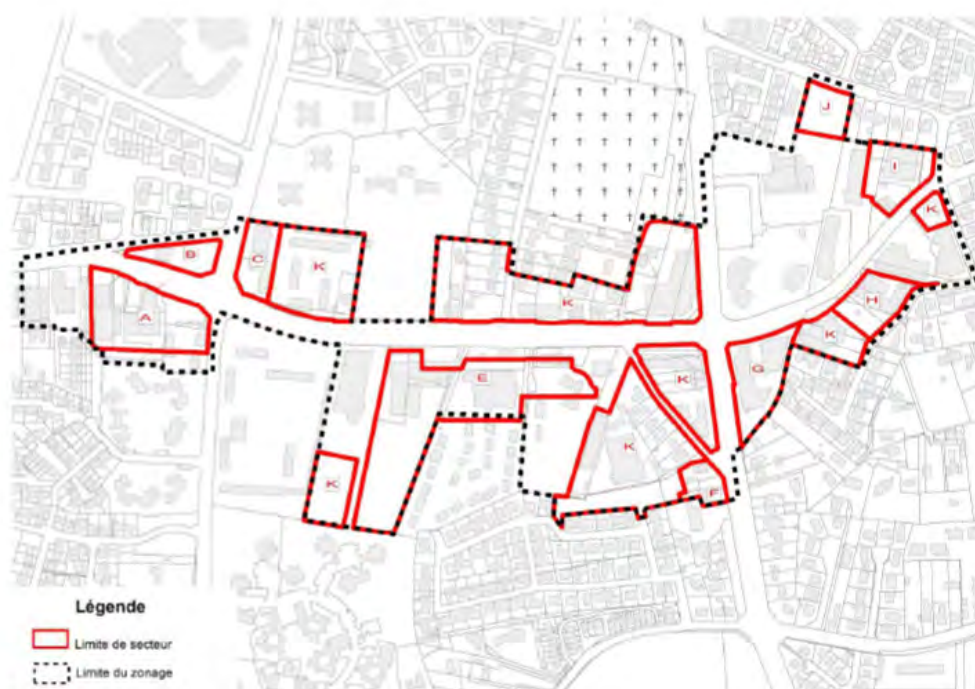 J
I
K
B
C
K
A
K
H
K
G
E
K
K
K
F
Légende
Limite de secteur
Limite du zonage